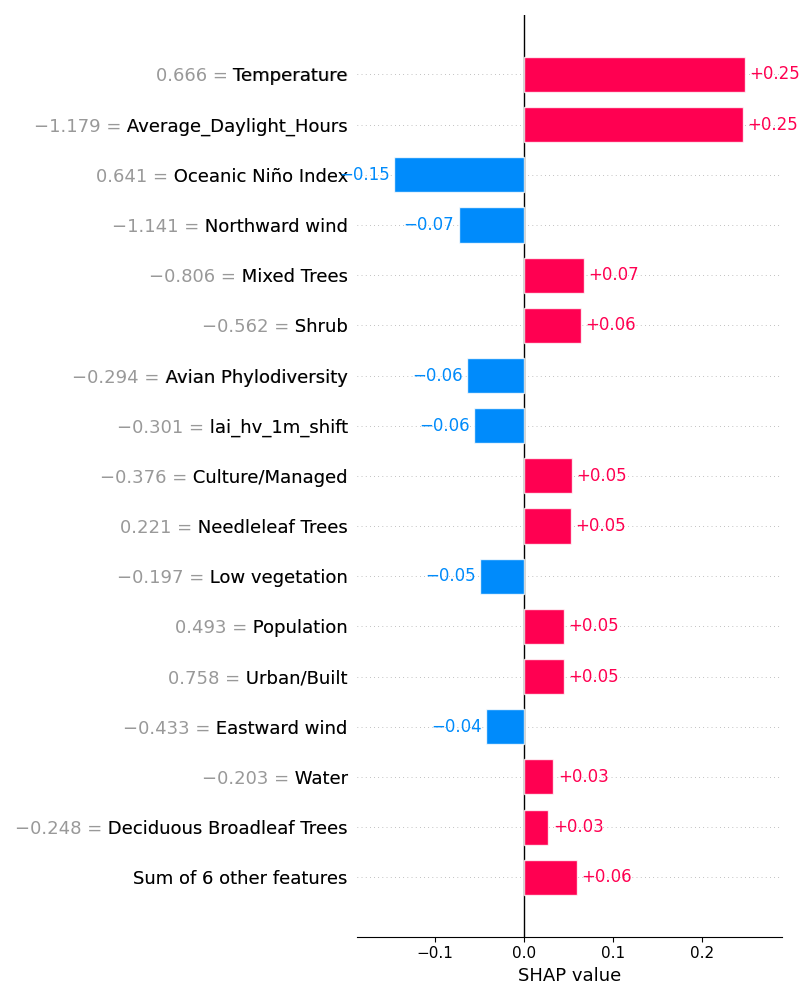 0.666 = Temperature +0.25
−1.179 = Average_Daylight_Hours +0.25
0.641 = Oceanic Niño Index −0.15
−1.141 = Northward wind −0.07
−0.806 = Mixed Trees +0.07
−0.562 = Shrub +0.06
−0.294 = Avian Phylodiversity −0.06
−0.301 = lai_hv_1m_shift −0.06
−0.376 = Culture/Managed +0.05
0.221 = Needleleaf Trees +0.05
−0.197 = Low vegetation −0.05
0.493 = Population +0.05
0.758 = Urban/Built +0.05
−0.433 = Eastward wind −0.04
−0.203 = Water +0.03
−0.248 = Deciduous Broadleaf Trees +0.03
Sum of 6 other features +0.06
−0.1 0.0 0.1 0.2
SHAP value